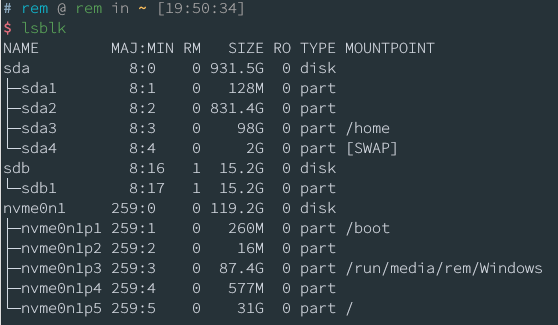 # rem @ rem in ~ [19:50:34]
$ lsblk
NAME        MAJ:MIN RM   SIZE RO TYPE MOUNTPOINT
sda           8:0    0 931.5G  0 disk
├─sda1        8:1    0   128M  0 part
├─sda2        8:2    0 831.4G  0 part
├─sda3        8:3    0    98G  0 part /home
└─sda4        8:4    0     2G  0 part [SWAP]
sdb           8:16   1  15.2G  0 disk
└─sdb1        8:17   1  15.2G  0 part
nvme0n1     259:0    0 119.2G  0 disk
├─nvme0n1p1 259:1    0   260M  0 part /boot
├─nvme0n1p2 259:2    0    16M  0 part
├─nvme0n1p3 259:3    0  87.4G  0 part /run/media/rem/Windows
├─nvme0n1p4 259:4    0   577M  0 part
└─nvme0n1p5 259:5    0    31G  0 part /